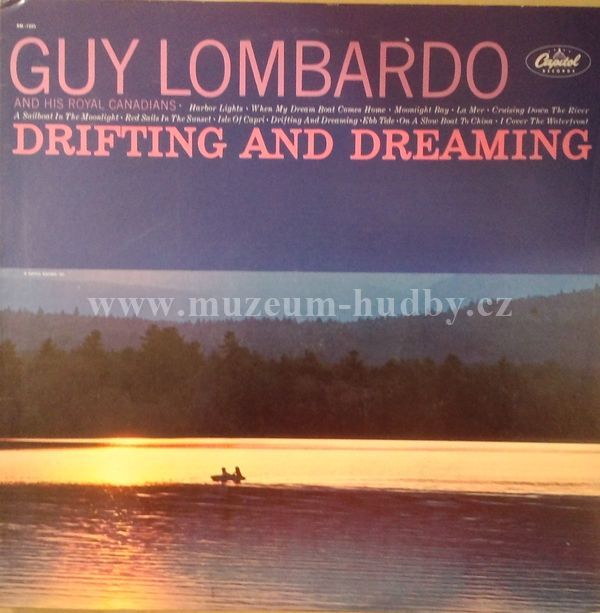 SM-1593
GUY LOMBARDO
Capitol
RECORDS
AND HIS ROYAL CANADIANS • Harbor Lights • When My Dream Boat Comes Home • Moonlight Bay • La Mer • Cruising Down The River
A Sailboat In The Moonlight • Red Sails In The Sunset • Isle Of Capri • Drifting And Dreaming • Ebb Tide • On A Slow Boat To China • I Cover The Waterfront
DRIFTING AND DREAMING
www.muzeum-hudby.cz